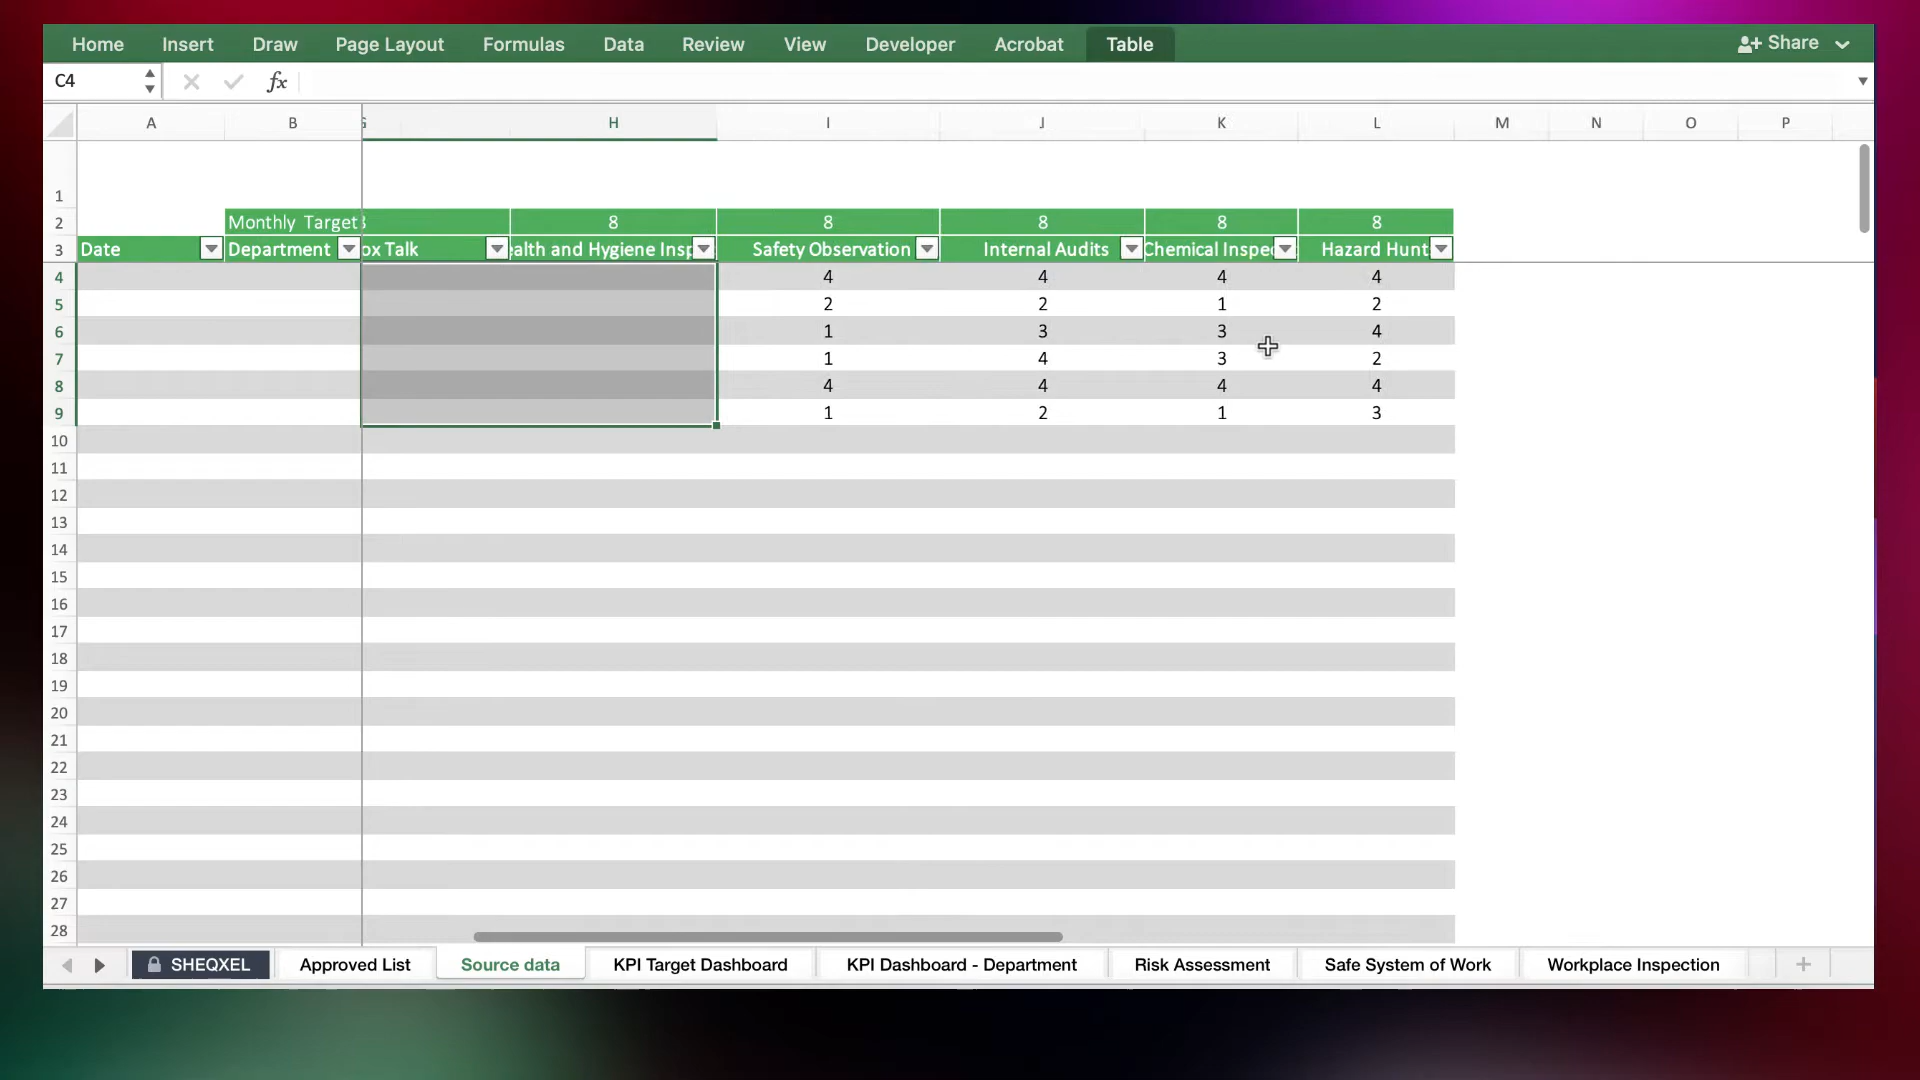 Home Insert Draw Page Layout Formulas Data Review View Developer Acrobat Table Share
C4 fx
A B G H I J K L M N O P
1
2 Monthly Target 8 8 8 8 8
3 Date Department ox Talk ealth and Hygiene Insp Safety Observation Internal Audits Chemical Inspec Hazard Hunt
4 4 4 4 4
5 2 2 1 2
6 1 3 3 4
7 1 4 3 2
8 4 4 4 4
9 1 2 1 3
10
11
12
13
14
15
16
17
18
19
20
21
22
23
24
25
26
27
28
SHEQXEL Approved List Source data KPI Target Dashboard KPI Dashboard - Department Risk Assessment Safe System of Work Workplace Inspection